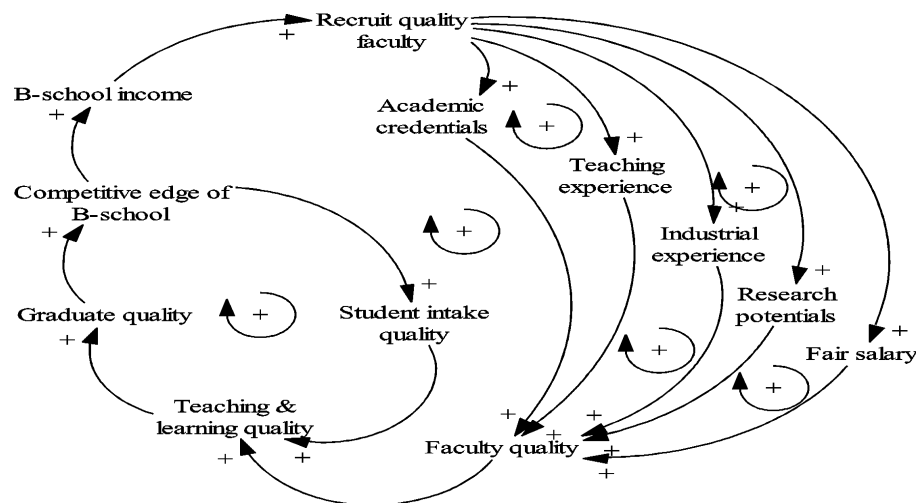 Recruit quality
faculty
+
B-school income
+
Academic
credentials
+
+
Teaching
experience
+
+
Competitive edge of
B-school
+
+
Industrial
experience
+
Graduate quality
+
+
Student intake
quality
+
Research
potentials
+
Fair salary
+
+
+
Teaching &
learning quality
+
+
Faculty quality
+
+
+
+
+